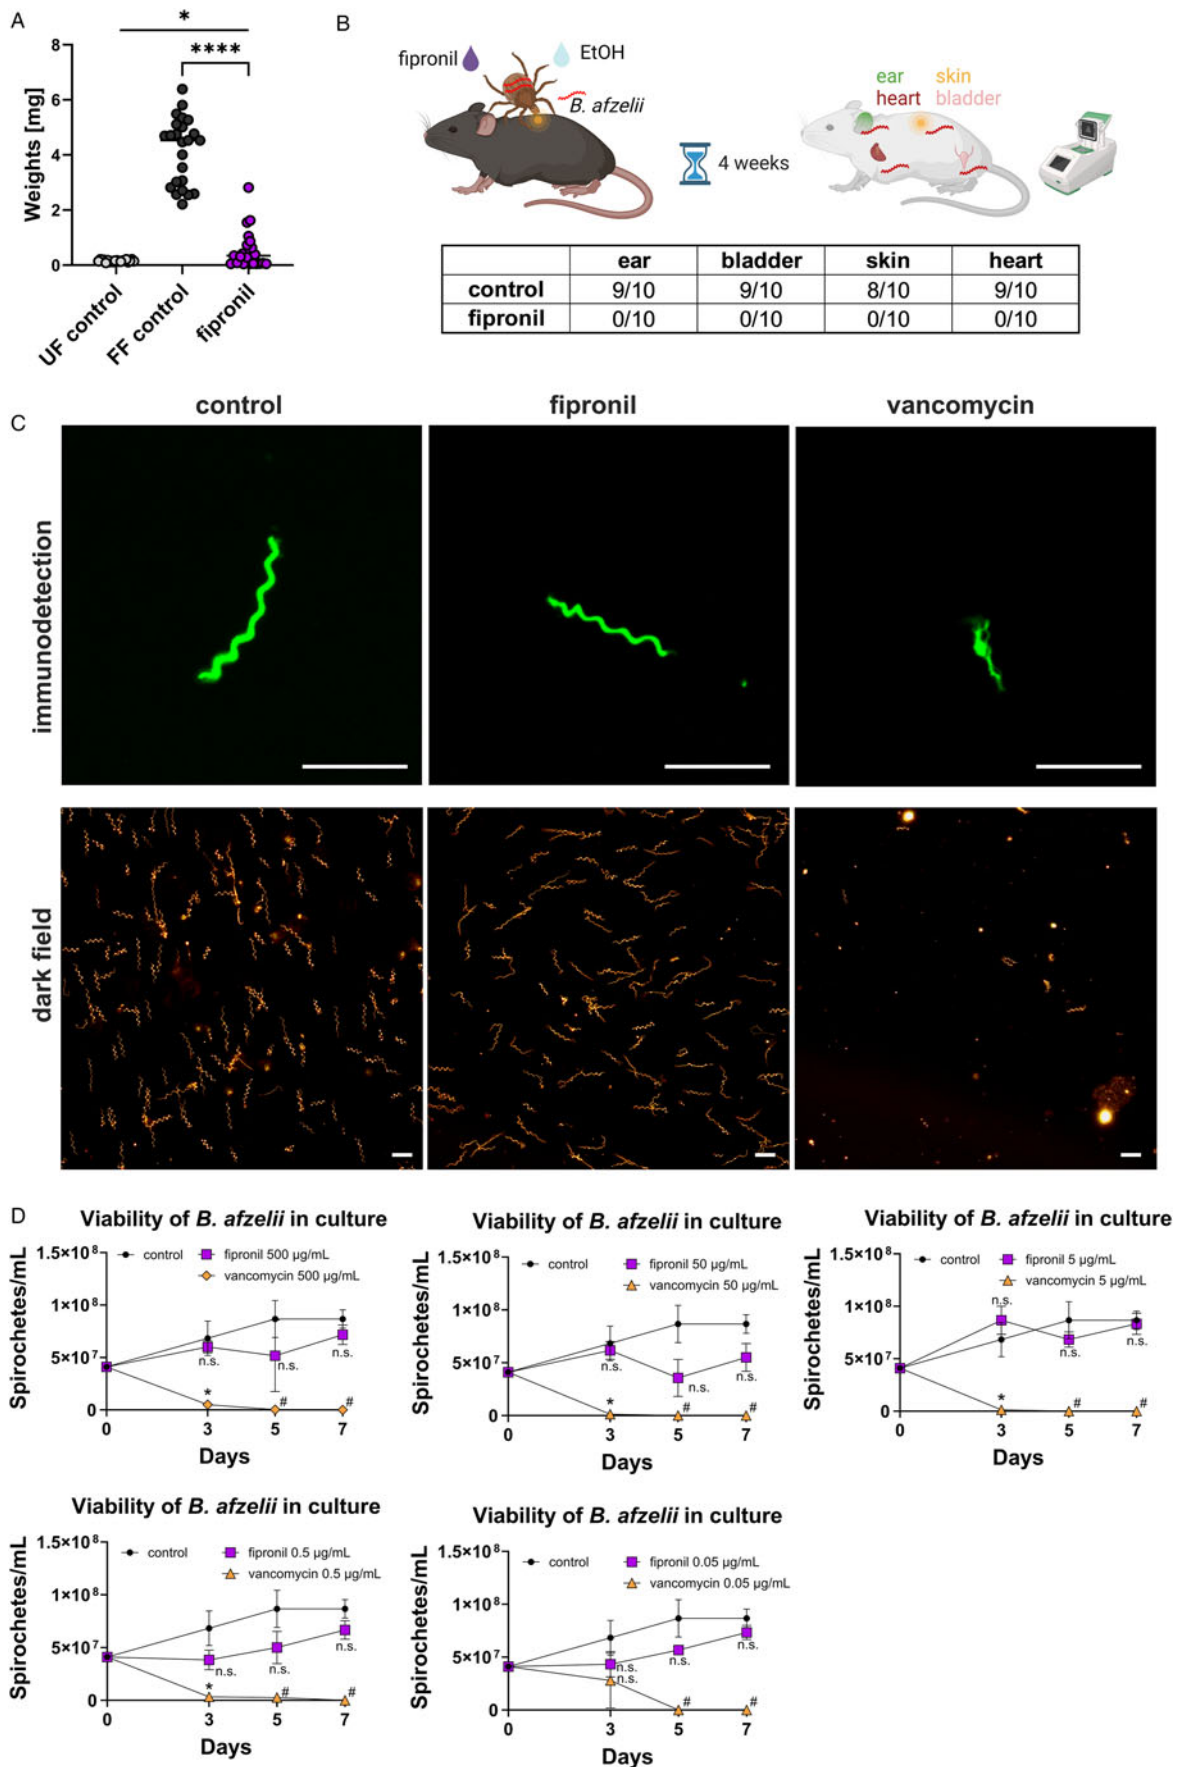 A
*
****
8
6
4
2
0
Weights [mg]
UF control
FF control
fipronil
B
fipronil
EtOH
B. afzelii
4 weeks
ear skin
heart bladder
ear bladder skin heart
control 9/10 9/10 8/10 9/10
fipronil 0/10 0/10 0/10 0/10
C
control fipronil vancomycin
immunodetection
dark field
D
Viability of B. afzelii in culture
control
fipronil 500 µg/mL
vancomycin 500 µg/mL
Spirochetes/mL
1.5×10⁸
1×10⁸
5×10⁷
0
n.s.
n.s.
n.s.
*
#
#
0 3 5 7
Days
Viability of B. afzelii in culture
control
fipronil 50 µg/mL
vancomycin 50 µg/mL
Spirochetes/mL
1.5×10⁸
1×10⁸
5×10⁷
0
n.s.
n.s.
n.s.
*
#
#
0 3 5 7
Days
Viability of B. afzelii in culture
control
fipronil 5 µg/mL
vancomycin 5 µg/mL
Spirochetes/mL
1.5×10⁸
1×10⁸
5×10⁷
0
n.s.
n.s.
n.s.
*
#
#
0 3 5 7
Days
Viability of B. afzelii in culture
control
fipronil 0.5 µg/mL
vancomycin 0.5 µg/mL
Spirochetes/mL
1.5×10⁸
1×10⁸
5×10⁷
0
n.s.
n.s.
n.s.
*
#
#
0 3 5 7
Days
Viability of B. afzelii in culture
control
fipronil 0.05 µg/mL
vancomycin 0.05 µg/mL
Spirochetes/mL
1.5×10⁸
1×10⁸
5×10⁷
0
n.s.
n.s.
n.s.
n.s.
#
#
0 3 5 7
Days